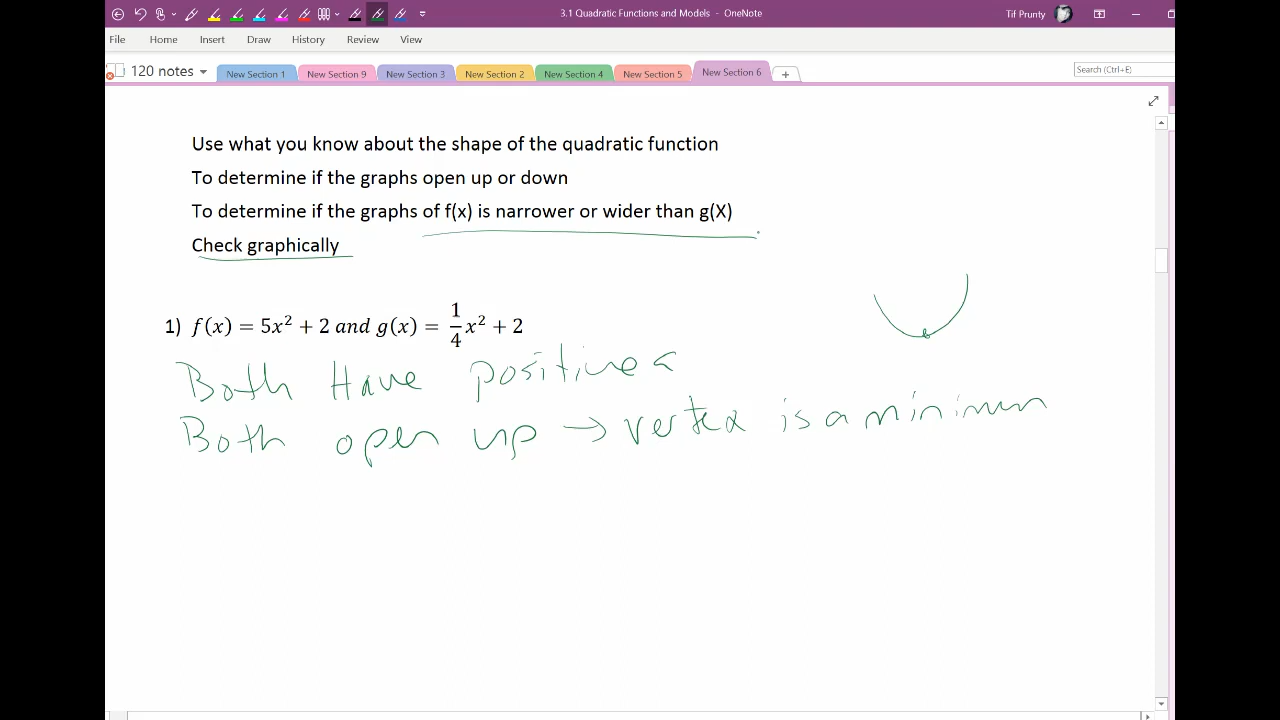 3.1 Quadratic Functions and Models - OneNote
Tif Prunty
File Home Insert Draw History Review View
120 notes New Section 1 New Section 9 New Section 3 New Section 2 New Section 4 New Section 5 New Section 6 + Search (Ctrl+E)
Use what you know about the shape of the quadratic function
To determine if the graphs open up or down
To determine if the graphs of f(x) is narrower or wider than g(X)
Check graphically
1) f(x) = 5x² + 2 and g(x) = 1/4 x² + 2
Both Have positive a
Both open up → vertex is a minimum